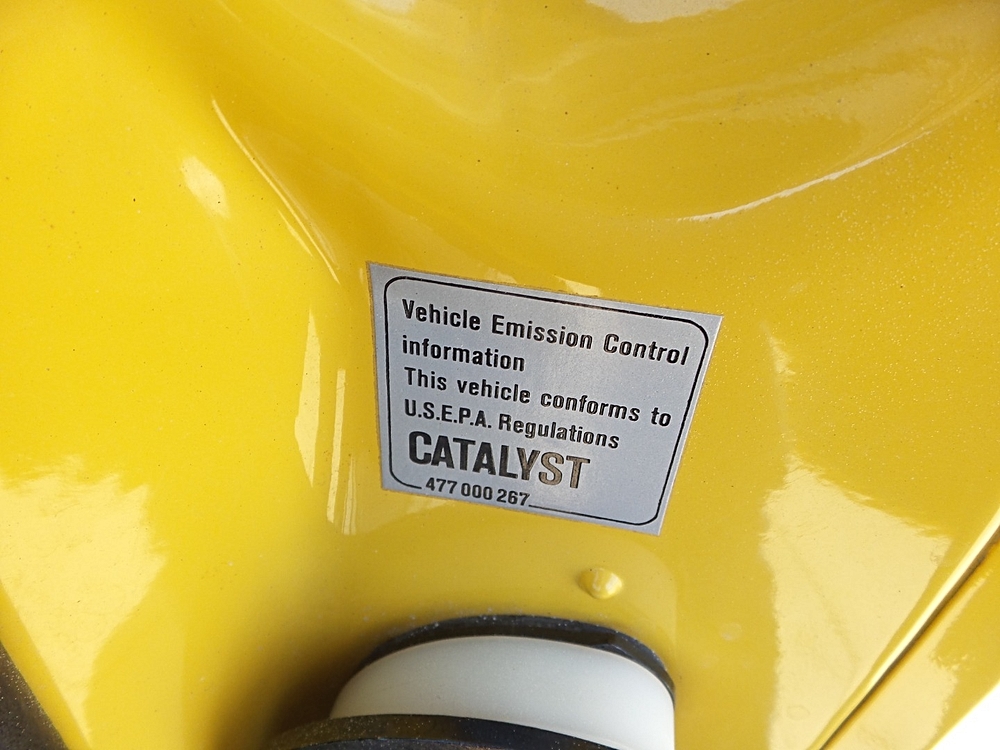 Vehicle Emission Control
information
This vehicle conforms to
U.S.E.P.A. Regulations
CATALYST
477 000 267